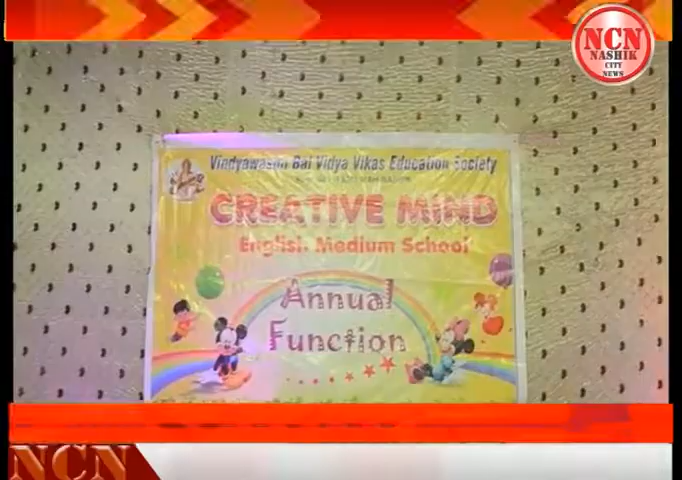 NCN
NASHIK
CITY
NEWS
Vindyawasini Bai Vidya Vikas Education Society
CREATIVE MIND
English Medium School
Annual
Function
NCN